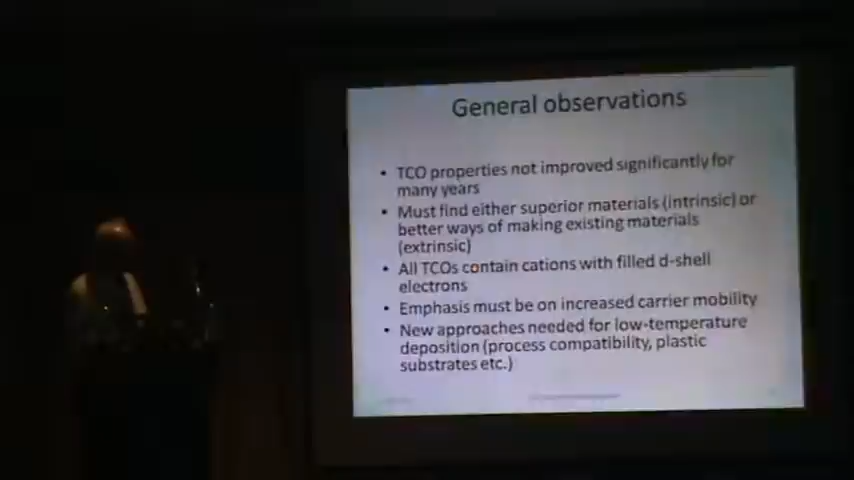 General observations
• TCO properties not improved significantly for
many years
• Must find either superior materials (intrinsic) or
better ways of making existing materials
(extrinsic)
• All TCOs contain cations with filled d-shell
electrons
• Emphasis must be on increased carrier mobility
• New approaches needed for low-temperature
deposition (process compatibility, plastic
substrates etc.)